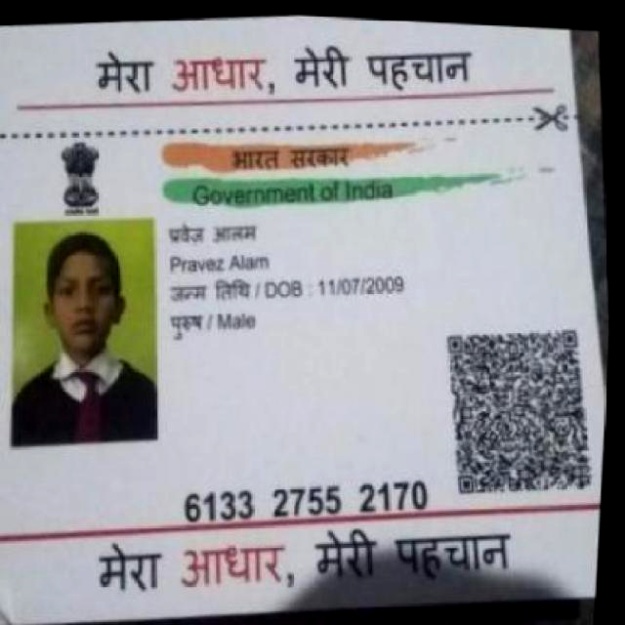 मेरा आधार, मेरी पहचान
भारत सरकार
Government of India
प्रवेज़ आलम
Pravez Alam
जन्म तिथि / DOB : 11/07/2009
पुरुष / Male
6133 2755 2170
मेरा आधार, मेरी पहचान